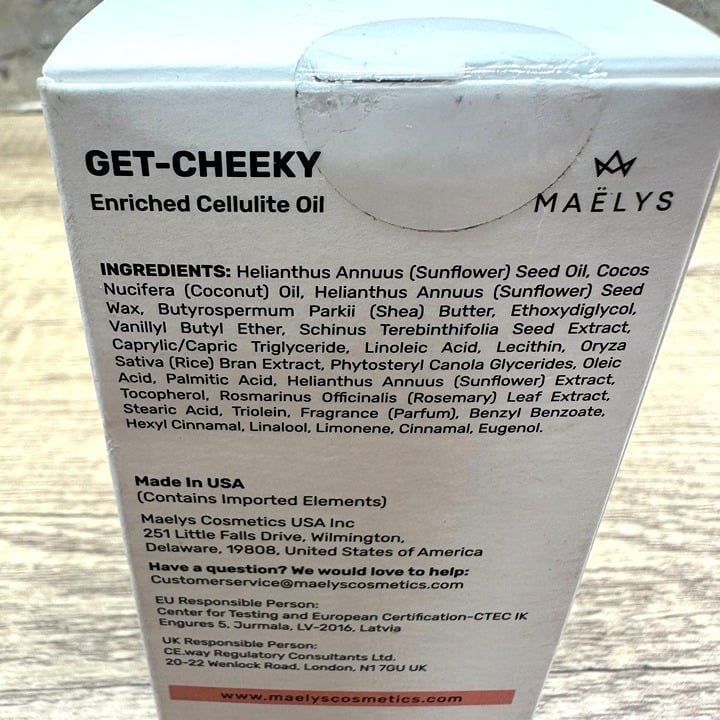 GET-CHEEKY
Enriched Cellulite Oil
MAËLYS
INGREDIENTS: Helianthus Annuus (Sunflower) Seed Oil, Cocos
Nucifera (Coconut) Oil, Helianthus Annuus (Sunflower) Seed
Wax, Butyrospermum Parkii (Shea) Butter, Ethoxydiglycol,
Vanillyl Butyl Ether, Schinus Terebinthifolia Seed Extract,
Caprylic/Capric Triglyceride, Linoleic Acid, Lecithin, Oryza
Sativa (Rice) Bran Extract, Phytosteryl Canola Glycerides, Oleic
Acid, Palmitic Acid, Helianthus Annuus (Sunflower) Extract,
Tocopherol, Rosmarinus Officinalis (Rosemary) Leaf Extract,
Stearic Acid, Triolein, Fragrance (Parfum), Benzyl Benzoate,
Hexyl Cinnamal, Linalool, Limonene, Cinnamal, Eugenol.
Made In USA
(Contains Imported Elements)
Maelys Cosmetics USA Inc
251 Little Falls Drive, Wilmington,
Delaware, 19808, United States of America
Have a question? We would love to help:
Customerservice@maelyscosmetics.com
EU Responsible Person:
Center for Testing and European Certification-CTEC IK
Engures 5, Jurmala, LV-2016, Latvia
UK Responsible Person:
CE.way Regulatory Consultants Ltd.
20-22 Wenlock Road, London, N1 7GU UK
www.maelyscosmetics.com